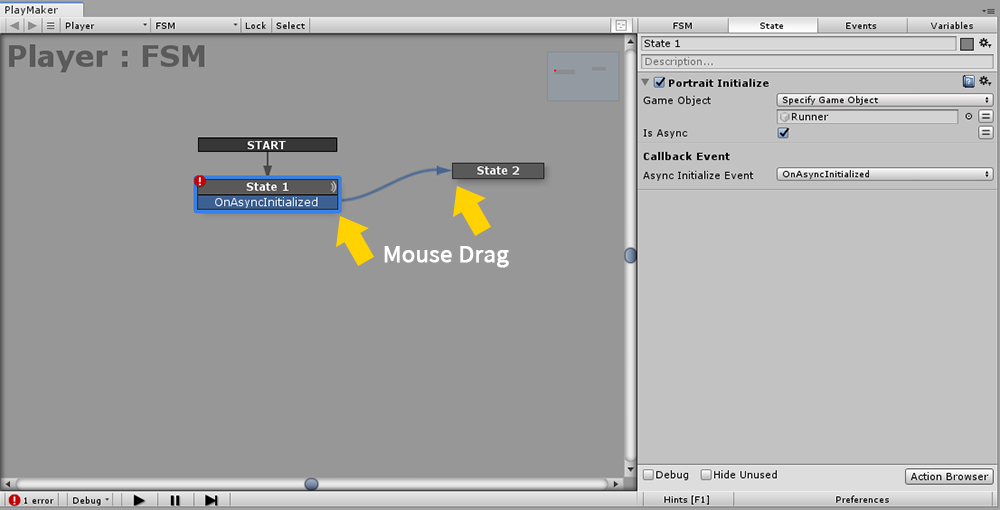 PlayMaker
Player FSM Lock Select
FSM State Events Variables
Player : FSM
State 1
Description...
Portrait Initialize
Game Object Specify Game Object
Runner
Is Async
Callback Event
Async Initialize Event OnAsyncInitialized
START
State 1
OnAsyncInitialized
State 2
Mouse Drag
Debug Hide Unused
Action Browser
1 error Debug
Hints [F1] Preferences